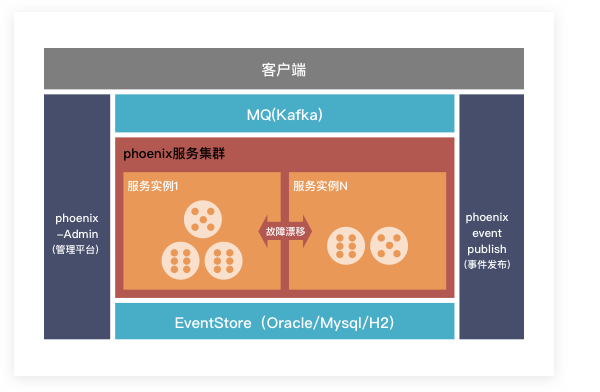 客户端
MQ(Kafka)
phoenix服务集群
服务实例1
服务实例N
故障漂移
phoenix
-Admin
(管理平台)
phoenix
event
publish
(事件发布)
EventStore（Oracle/Mysql/H2）